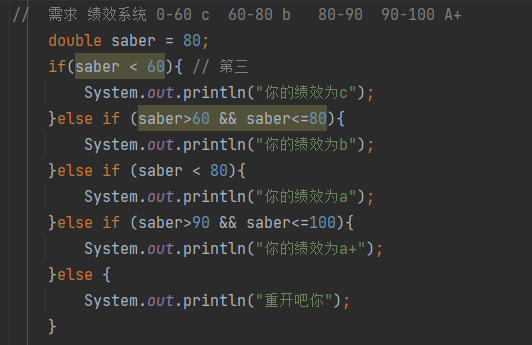 // 需求 绩效系统 0-60 c 60-80 b 80-90 90-100 A+
double saber = 80;
if(saber < 60){ // 第三
System.out.println("你的绩效为c");
}else if (saber>60 && saber<=80){
System.out.println("你的绩效为b");
}else if (saber < 80){
System.out.println("你的绩效为a");
}else if (saber>90 && saber<=100){
System.out.println("你的绩效为a+");
}else {
System.out.println("重开吧你");
}